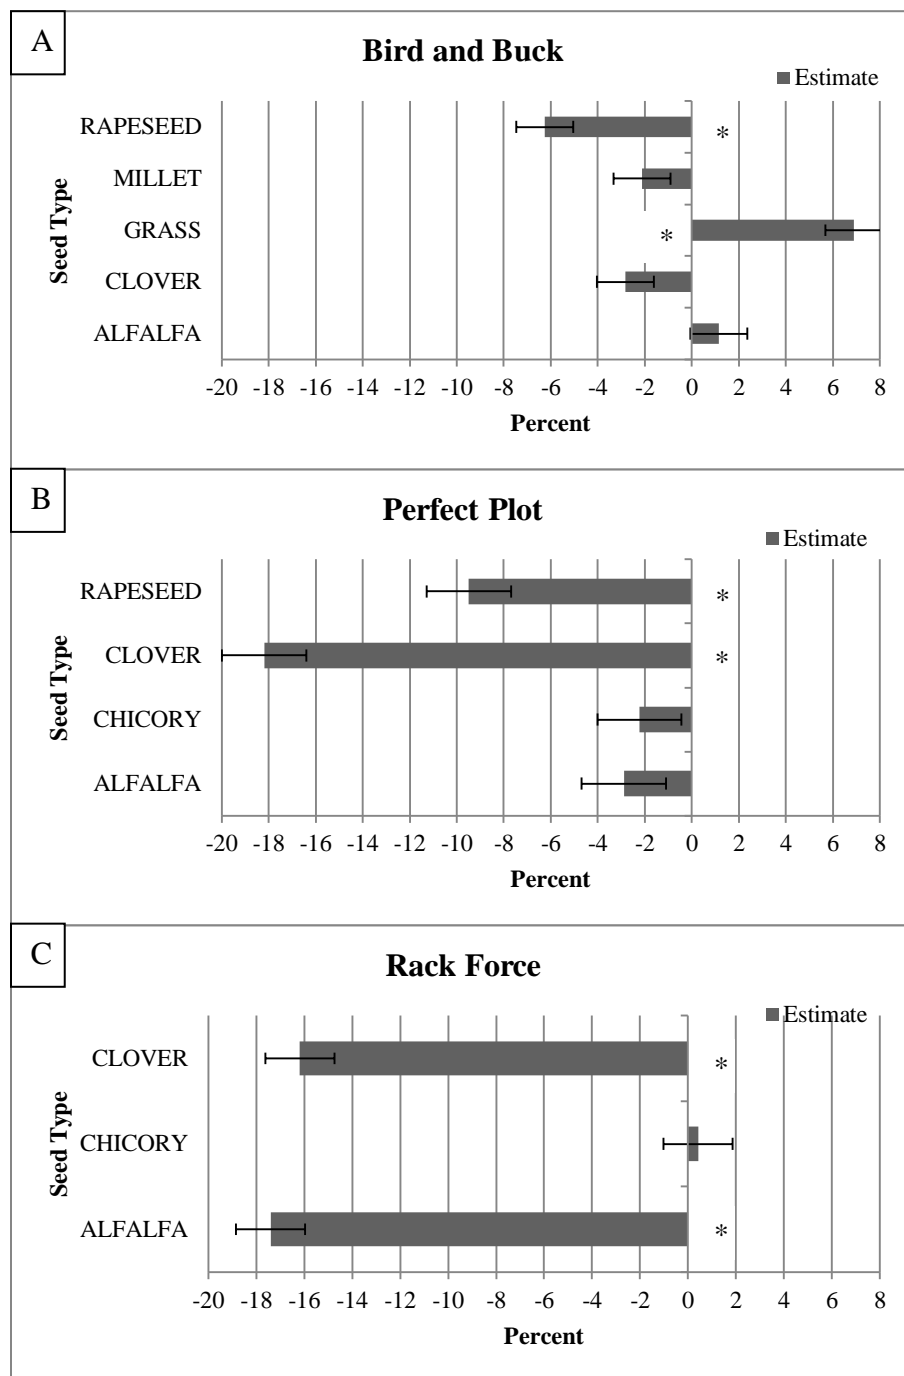 A
Bird and Buck
Estimate
Seed Type
RAPESEED
*
MILLET
GRASS
*
CLOVER
ALFALFA
-20 -18 -16 -14 -12 -10 -8 -6 -4 -2 0 2 4 6 8
Percent
B
Perfect Plot
Estimate
Seed Type
RAPESEED
*
CLOVER
*
CHICORY
ALFALFA
-20 -18 -16 -14 -12 -10 -8 -6 -4 -2 0 2 4 6 8
Percent
C
Rack Force
Estimate
Seed Type
CLOVER
*
CHICORY
ALFALFA
*
-20 -18 -16 -14 -12 -10 -8 -6 -4 -2 0 2 4 6 8
Percent